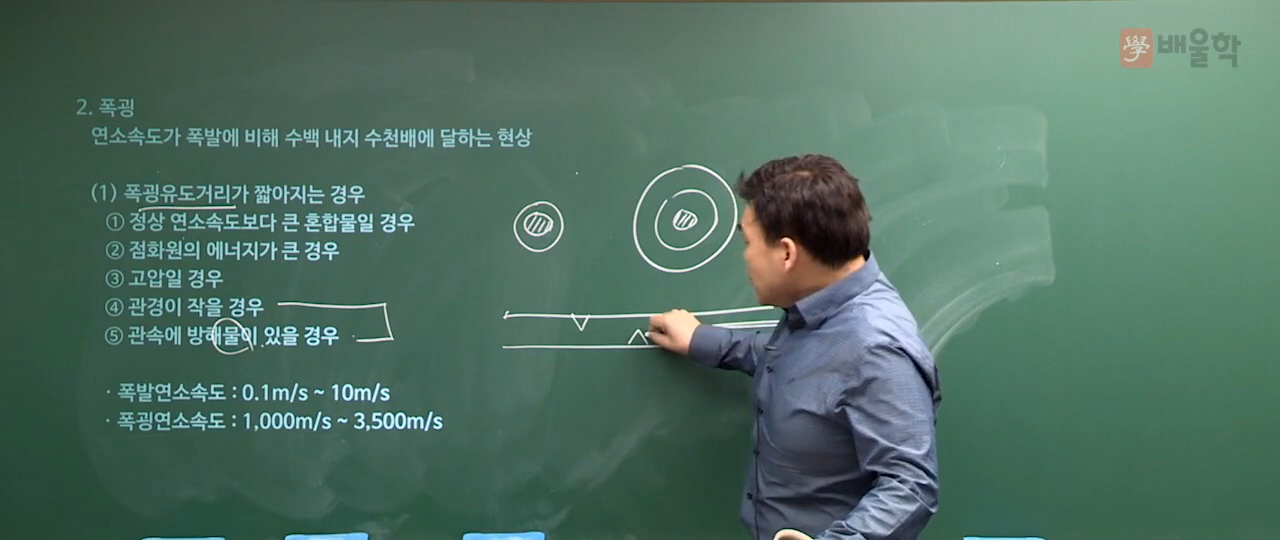 學 배울학
2. 폭굉
연소속도가 폭발에 비해 수백 내지 수천배에 달하는 현상
(1) 폭굉유도거리가 짧아지는 경우
① 정상 연소속도보다 큰 혼합물일 경우
② 점화원의 에너지가 큰 경우
③ 고압일 경우
④ 관경이 작을 경우
⑤ 관속에 방해물이 있을 경우
· 폭발연소속도 : 0.1m/s ~ 10m/s
· 폭굉연소속도 : 1,000m/s ~ 3,500m/s